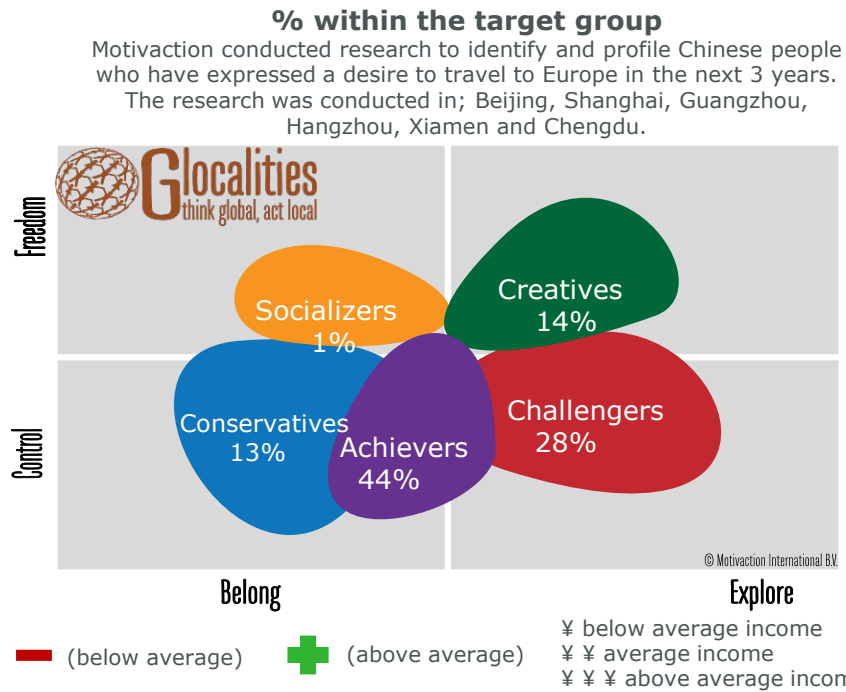 % within the target group
Motivaction conducted research to identify and profile Chinese people
who have expressed a desire to travel to Europe in the next 3 years.
The research was conducted in; Beijing, Shanghai, Guangzhou,
Hangzhou, Xiamen and Chengdu.
Glocalities
think global, act local
Freedom
Creatives
14%
Socializers
1%
Control
Conservatives
13%
Achievers
44%
Challengers
28%
© Motivaction International B.V.
Belong
Explore
(below average)
(above average)
¥ below average income
¥ ¥ average income
¥ ¥ ¥ above average incom